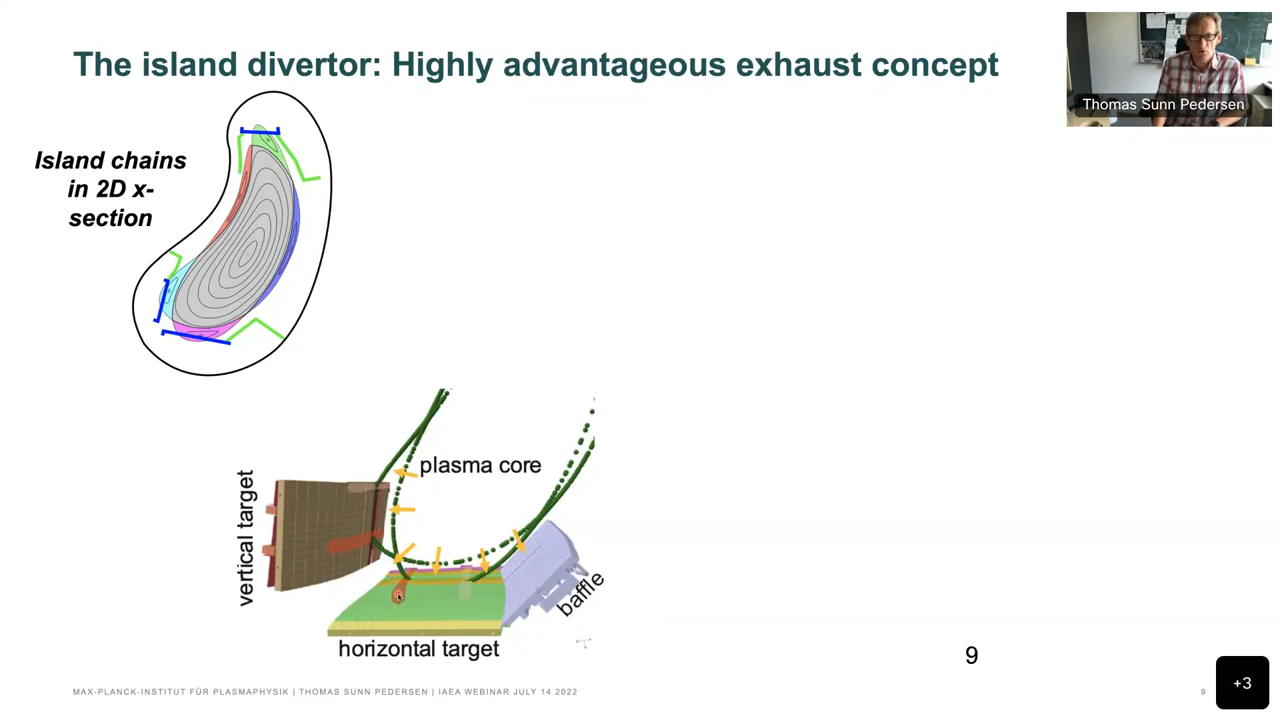 The island divertor: Highly advantageous exhaust concept
Thomas Sunn Pedersen
Island chains
in 2D x-
section
plasma core
vertical target
baffle
horizontal target
9
MAX-PLANCK-INSTITUT FÜR PLASMAPHYSIK | THOMAS SUNN PEDERSEN | IAEA WEBINAR JULY 14 2022
9
+3